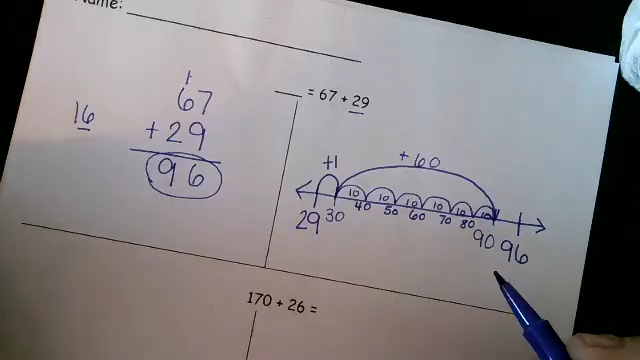 Name:
___ = 67 + 29
1
67
16
+ 29
96
+60
+1
10 10 10 10 10 10
29 30 40 50 60 70 80 90 96
170 + 26 =